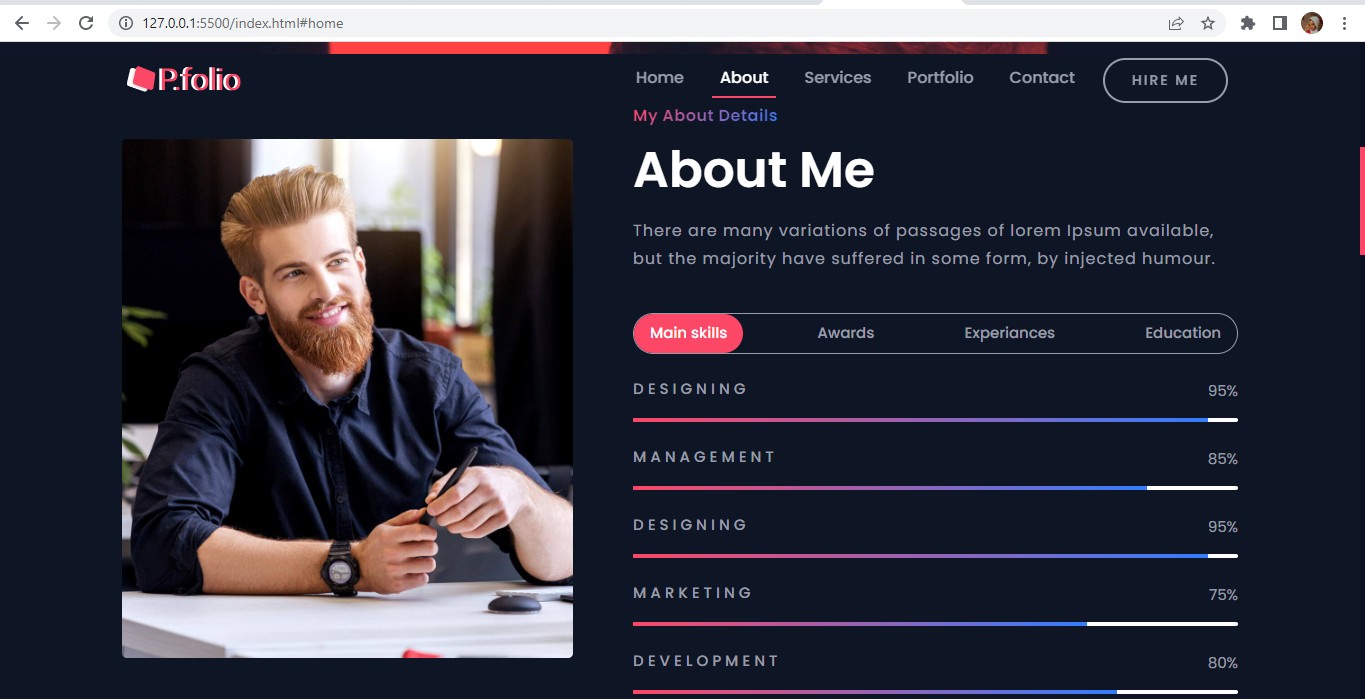 127.0.0.1:5500/index.html#home
P.folio
Home About Services Portfolio Contact HIRE ME
My About Details
About Me
There are many variations of passages of lorem Ipsum available,
but the majority have suffered in some form, by injected humour.
Main skills Awards Experiances Education
DESIGNING 95%
MANAGEMENT 85%
DESIGNING 95%
MARKETING 75%
DEVELOPMENT 80%